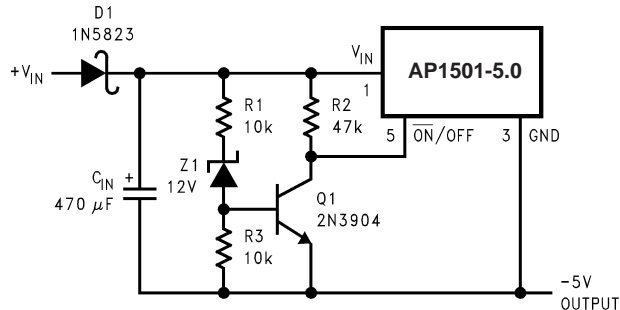 D1
1N5823
+VIN
VIN
1
AP1501-5.0
5
ON/OFF
3
GND
R1
10k
R2
47k
Z1
12V
CIN
+
470 μF
Q1
2N3904
R3
10k
-5V
OUTPUT